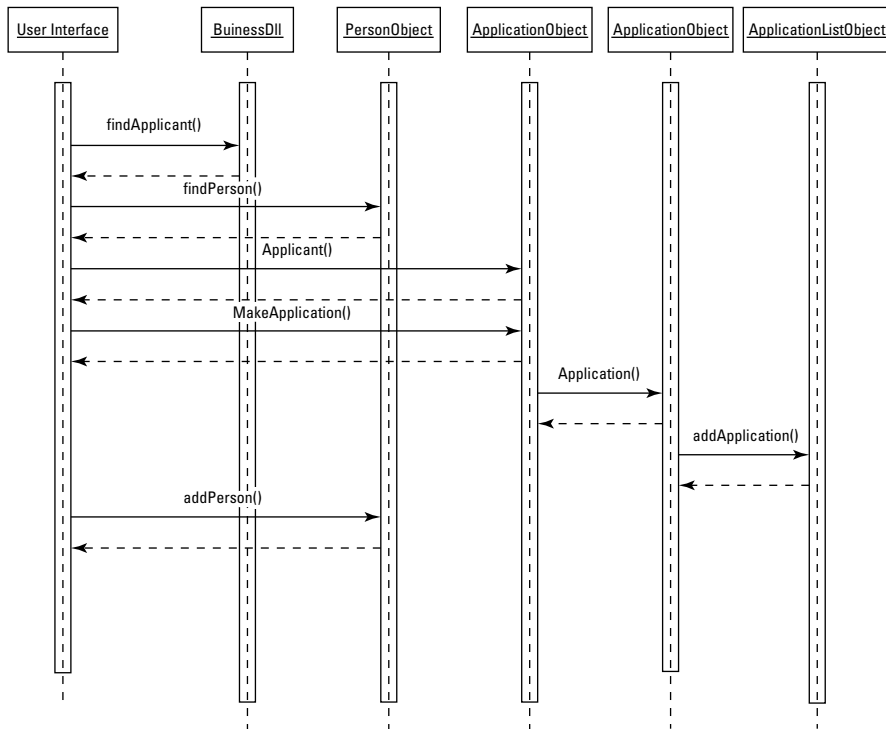 User Interface
BuinessDll
PersonObject
ApplicationObject
ApplicationObject
ApplicationListObject
findApplicant()
findPerson()
Applicant()
MakeApplication()
Application()
addApplication()
addPerson()